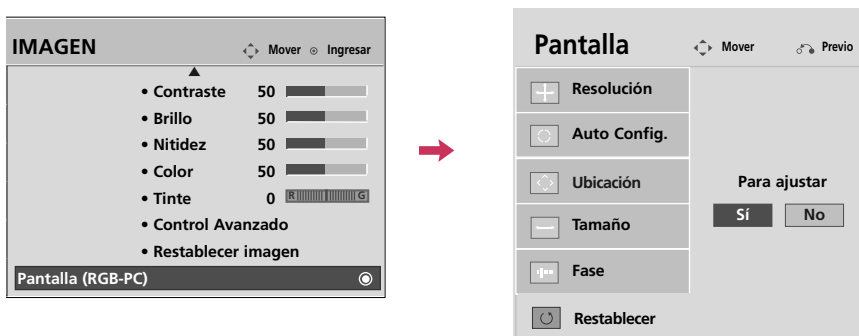 IMAGEN Mover Ingresar
• Contraste 50
• Brillo 50
• Nitidez 50
• Color 50
• Tinte 0 R G
• Control Avanzado
• Restablecer imagen
Pantalla (RGB-PC)
Pantalla Mover Previo
Resolución
Auto Config.
Ubicación
Tamaño
Fase
Restablecer
Para ajustar
Sí No